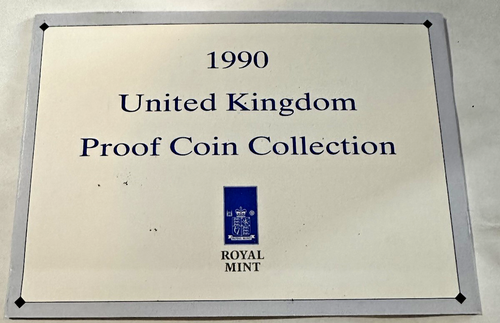 1990
United Kingdom
Proof Coin Collection
ROYAL
MINT